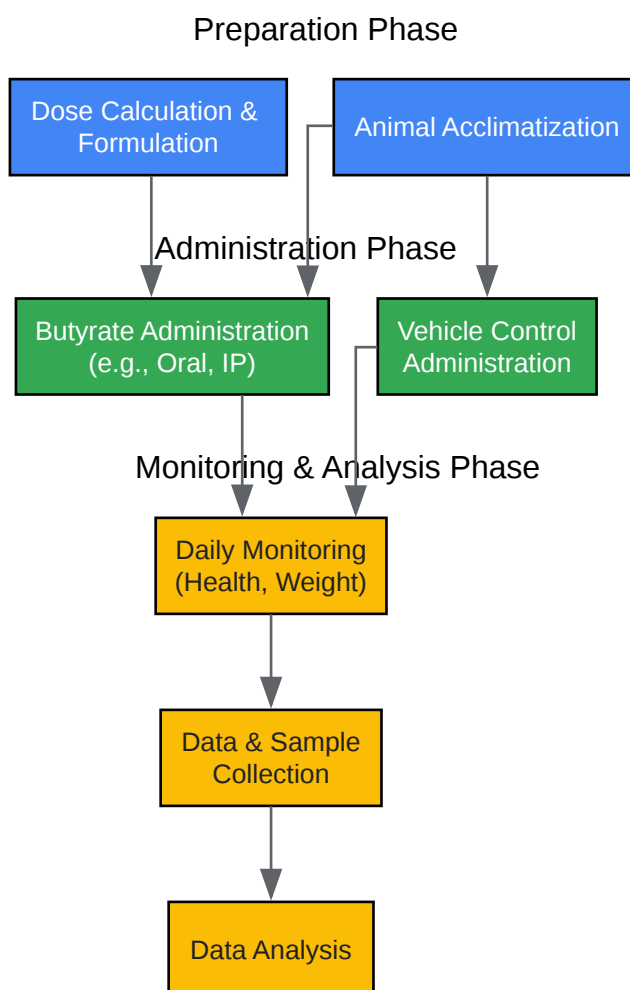 Preparation Phase
Dose Calculation &
Formulation
Animal Acclimatization
Administration Phase
Butyrate Administration
(e.g., Oral, IP)
Vehicle Control
Administration
Monitoring & Analysis Phase
Daily Monitoring
(Health, Weight)
Data & Sample
Collection
Data Analysis